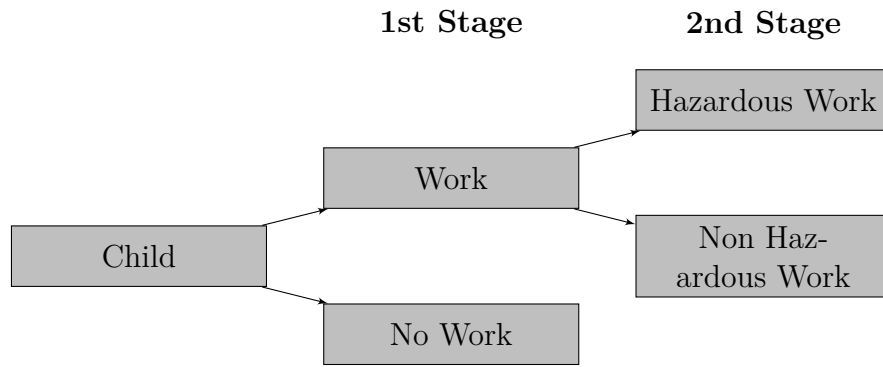 1st Stage
2nd Stage
Hazardous Work
Work
Non Haz-
ardous Work
Child
No Work